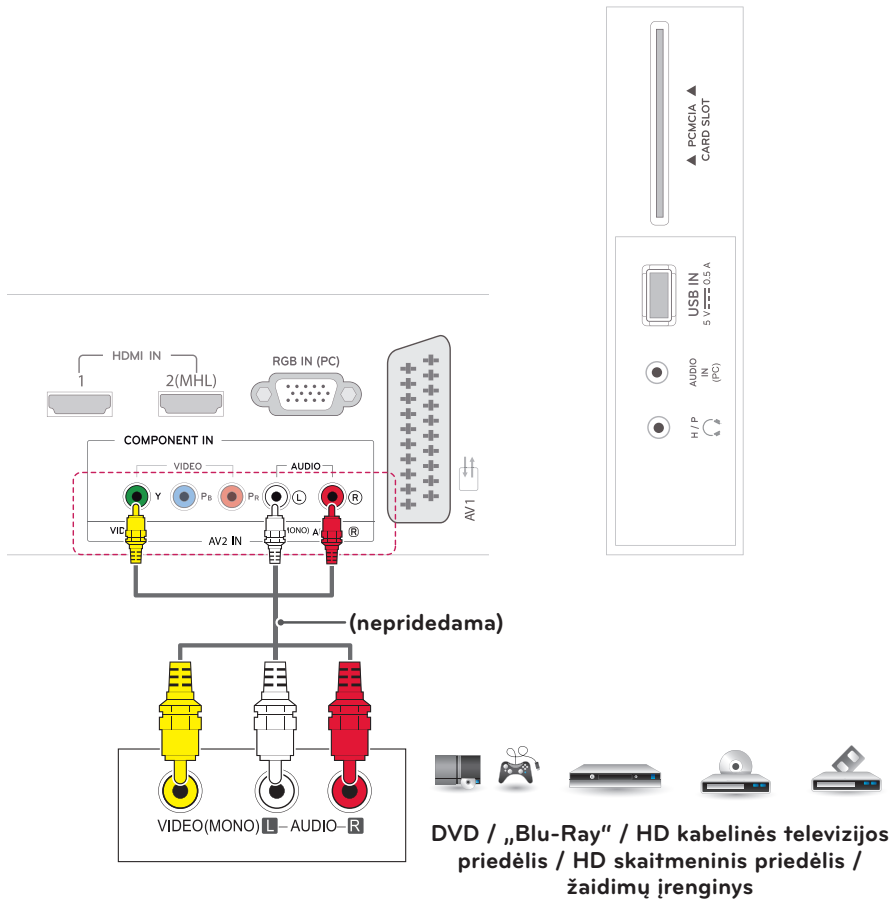 ▲ PCMCIA ▲
CARD SLOT
USB IN
5 V 0.5 A
AUDIO
IN
(PC)
H / P
HDMI IN
1
2(MHL)
RGB IN (PC)
COMPONENT IN
VIDEO
AUDIO
Y
PB
PR
L
R
AV2 IN
R
AV1
(nepridedama)
VIDEO (MONO) L AUDIO R
DVD / „Blu-Ray“ / HD kabelinės televizijos
priedėlis / HD skaitmeninis priedėlis /
žaidimų įrenginys